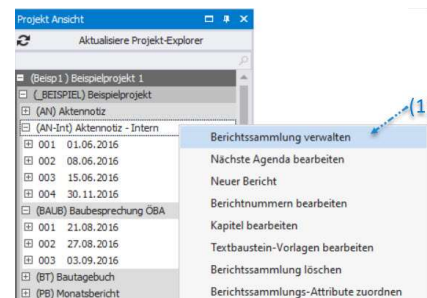 Projekt Ansicht
Aktualisiere Projekt-Explorer
(Beisp1 ) Beispielprojekt 1
(_BEISPIEL) Beispielprojekt
(AN) Aktennotiz
(AN-Int) Aktennotiz - Intern
001 01.06.2016
002 08.06.2016
003 15.06.2016
004 30.11.2016
(BAUB) Baubesprechung ÖBA
001 21.08.2016
002 27.08.2016
003 03.09.2016
(BT) Bautagebuch
(PB) Monatsbericht
Berichtssammlung verwalten
(1
Nächste Agenda bearbeiten
Neuer Bericht
Berichtnummern bearbeiten
Kapitel bearbeiten
Textbaustein-Vorlagen bearbeiten
Berichtssammlung löschen
Berichtssammlungs-Attribute zuordnen